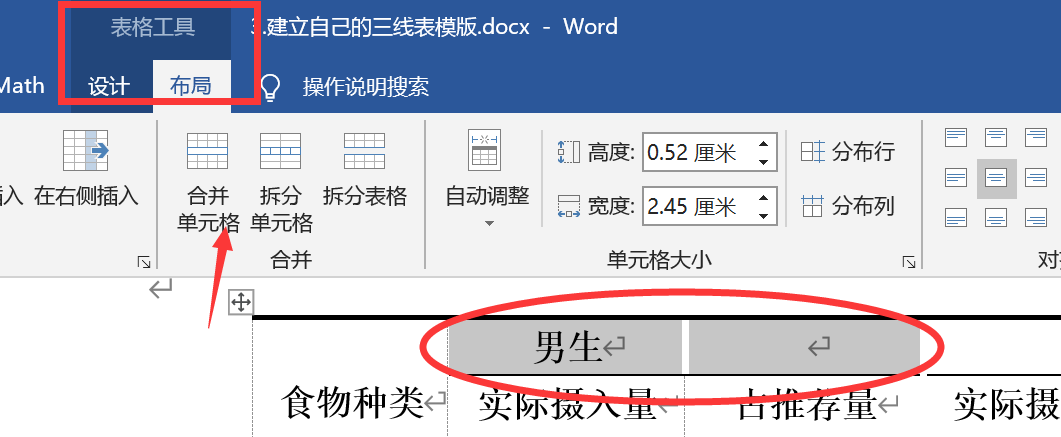 表格工具
3.建立自己的三线表模版.docx - Word
Math 设计 布局 操作说明搜索
插入 在右侧插入
合并
单元格
拆分
单元格
拆分表格
合并
自动调整
高度: 0.52 厘米 分布行
宽度: 2.45 厘米 分布列
单元格大小
对
男生
食物种类 实际摄入量 占推荐量 实际摄